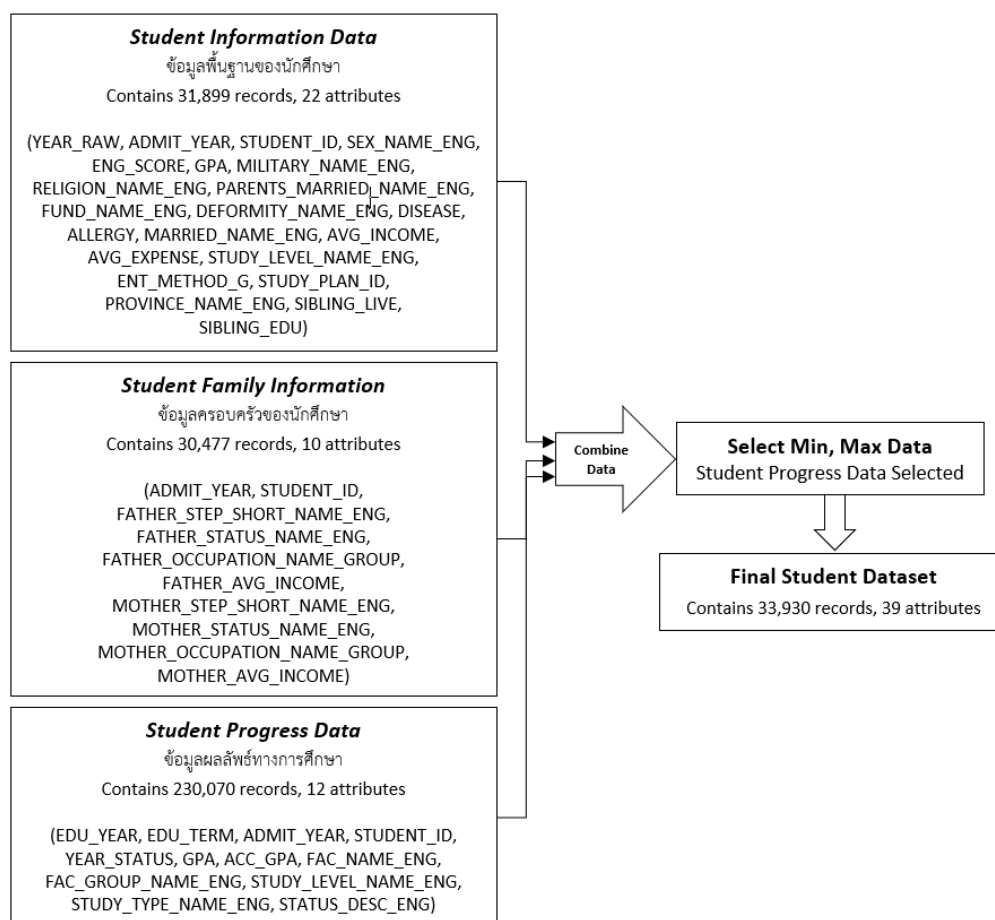 Student Information Data
ข้อมูลพื้นฐานของนักศึกษา
Contains 31,899 records, 22 attributes
(YEAR_RAW, ADMIT_YEAR, STUDENT_ID, SEX_NAME_ENG,
ENG_SCORE, GPA, MILITARY_NAME_ENG,
RELIGION_NAME_ENG, PARENTS_MARRIED_NAME_ENG,
FUND_NAME_ENG, DEFORMITY_NAME_ENG, DISEASE,
ALLERGY, MARRIED_NAME_ENG, AVG_INCOME,
AVG_EXPENSE, STUDY_LEVEL_NAME_ENG,
ENT_METHOD_G, STUDY_PLAN_ID,
PROVINCE_NAME_ENG, SIBLING_LIVE,
SIBLING_EDU)
Student Family Information
ข้อมูลครอบครัวของนักศึกษา
Contains 30,477 records, 10 attributes
(ADMIT_YEAR, STUDENT_ID,
FATHER_STEP_SHORT_NAME_ENG,
FATHER_STATUS_NAME_ENG,
FATHER_OCCUPATION_NAME_GROUP,
FATHER_AVG_INCOME,
MOTHER_STEP_SHORT_NAME_ENG,
MOTHER_STATUS_NAME_ENG,
MOTHER_OCCUPATION_NAME_GROUP,
MOTHER_AVG_INCOME)
Student Progress Data
ข้อมูลผลลัพธ์ทางการศึกษา
Contains 230,070 records, 12 attributes
(EDU_YEAR, EDU_TERM, ADMIT_YEAR, STUDENT_ID,
YEAR_STATUS, GPA, ACC_GPA, FAC_NAME_ENG,
FAC_GROUP_NAME_ENG, STUDY_LEVEL_NAME_ENG,
STUDY_TYPE_NAME_ENG, STATUS_DESC_ENG)
Combine
Data
Select Min, Max Data
Student Progress Data Selected
Final Student Dataset
Contains 33,930 records, 39 attributes